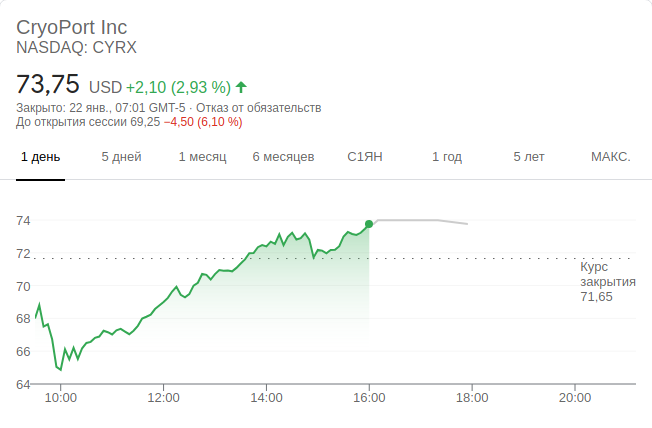 CryoPort Inc
NASDAQ: CYRX
73,75 USD +2,10 (2,93 %)
Закрыто: 22 янв., 07:01 GMT-5 · Отказ от обязательств
До открытия сессии 69,25 −4,50 (6,10 %)
1 день 5 дней 1 месяц 6 месяцев С1ЯН 1 год 5 лет МАКС.
74
72
Курс
закрытия
71,65
70
68
66
64
10:00 12:00 14:00 16:00 18:00 20:00